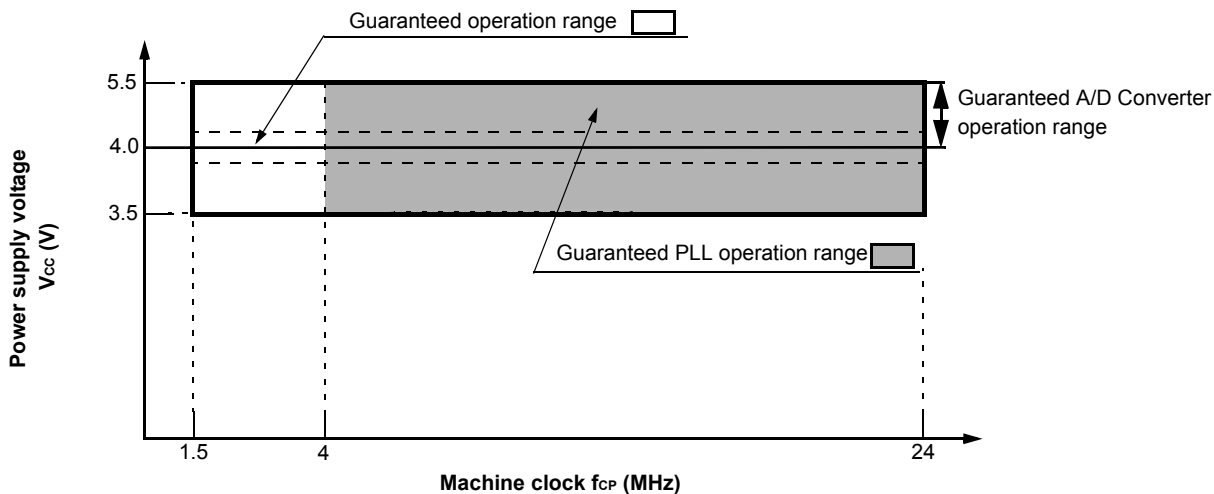 Guaranteed operation range
5.5
4.0
3.5
Guaranteed A/D Converter
operation range
Power supply voltage
Vcc (V)
Guaranteed PLL operation range
1.5
4
24
Machine clock fCP (MHz)